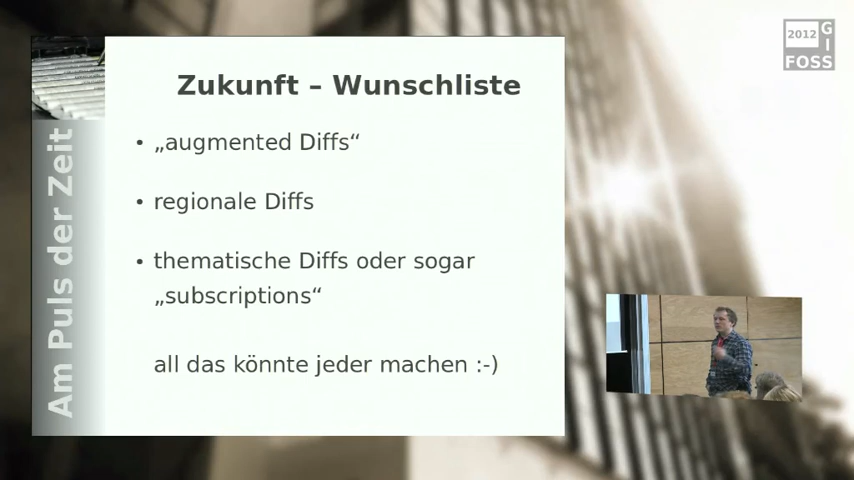 Zukunft – Wunschliste
• „augmented Diffs“
• regionale Diffs
• thematische Diffs oder sogar
„subscriptions“
all das könnte jeder machen :-)
Am Puls der Zeit
2012 GI
FOSS